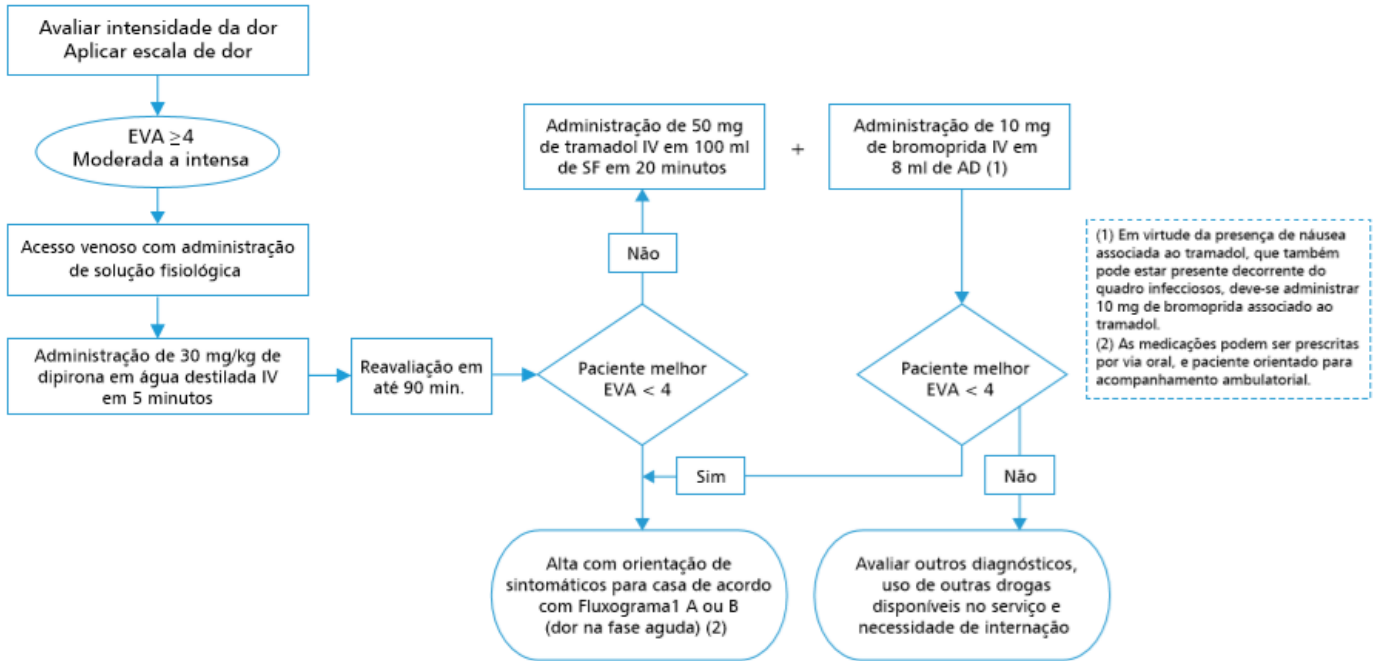 Avaliar intensidade da dor
Aplicar escala de dor
EVA ≥4
Moderada a intensa
Acesso venoso com administração
de solução fisiológica
Administração de 30 mg/kg de
dipirona em água destilada IV
em 5 minutos
Reavaliação em
até 90 min.
Paciente melhor
EVA < 4
Não
Administração de 50 mg
de tramadol IV em 100 ml
de SF em 20 minutos
+
Administração de 10 mg
de bromoprida IV em
8 ml de AD (1)
Paciente melhor
EVA < 4
Sim
Não
Alta com orientação de
sintomáticos para casa de acordo
com Fluxograma1 A ou B
(dor na fase aguda) (2)
Avaliar outros diagnósticos,
uso de outras drogas
disponíveis no serviço e
necessidade de internação
(1) Em virtude da presença de náusea
associada ao tramadol, que também
pode estar presente decorrente do
quadro infecciosos, deve-se administrar
10 mg de bromoprida associado ao
tramadol.
(2) As medicações podem ser prescritas
por via oral, e paciente orientado para
acompanhamento ambulatorial.